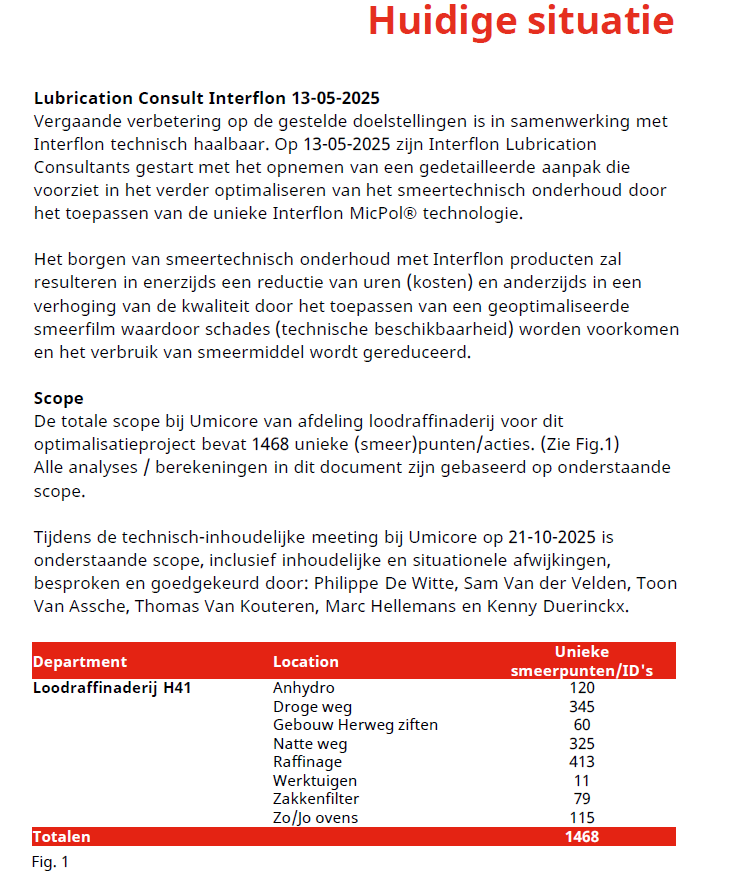 Huidige situatie
Lubrication Consult Interflon 13-05-2025
Vergaande verbetering op de gestelde doelstellingen is in samenwerking met
Interflon technisch haalbaar. Op 13-05-2025 zijn Interflon Lubrication
Consultants gestart met het opnemen van een gedetailleerde aanpak die
voorziet in het verder optimaliseren van het smeertechnisch onderhoud door
het toepassen van de unieke Interflon MicPol® technologie.
Het borgen van smeertechnisch onderhoud met Interflon producten zal
resulteren in enerzijds een reductie van uren (kosten) en anderzijds in een
verhoging van de kwaliteit door het toepassen van een geoptimaliseerde
smeerfilm waardoor schades (technische beschikbaarheid) worden voorkomen
en het verbruik van smeermiddel wordt gereduceerd.
Scope
De totale scope bij Umicore van afdeling loodraffinaderij voor dit
optimalisatieproject bevat 1468 unieke (smeer)punten/acties. (Zie Fig.1)
Alle analyses / berekeningen in dit document zijn gebaseerd op onderstaande
scope.
Tijdens de technisch-inhoudelijke meeting bij Umicore op 21-10-2025 is
onderstaande scope, inclusief inhoudelijke en situationele afwijkingen,
besproken en goedgekeurd door: Philippe De Witte, Sam Van der Velden, Toon
Van Assche, Thomas Van Kouteren, Marc Hellemans en Kenny Duerinckx.
Department Location Unieke
smeerpunten/ID's
Loodraffinaderij H41 Anhydro 120
Droge weg 345
Gebouw Herweg ziften 60
Natte weg 325
Raffinage 413
Werktuigen 11
Zakkenfilter 79
Zo/Jo ovens 115
Totalen 1468
Fig. 1